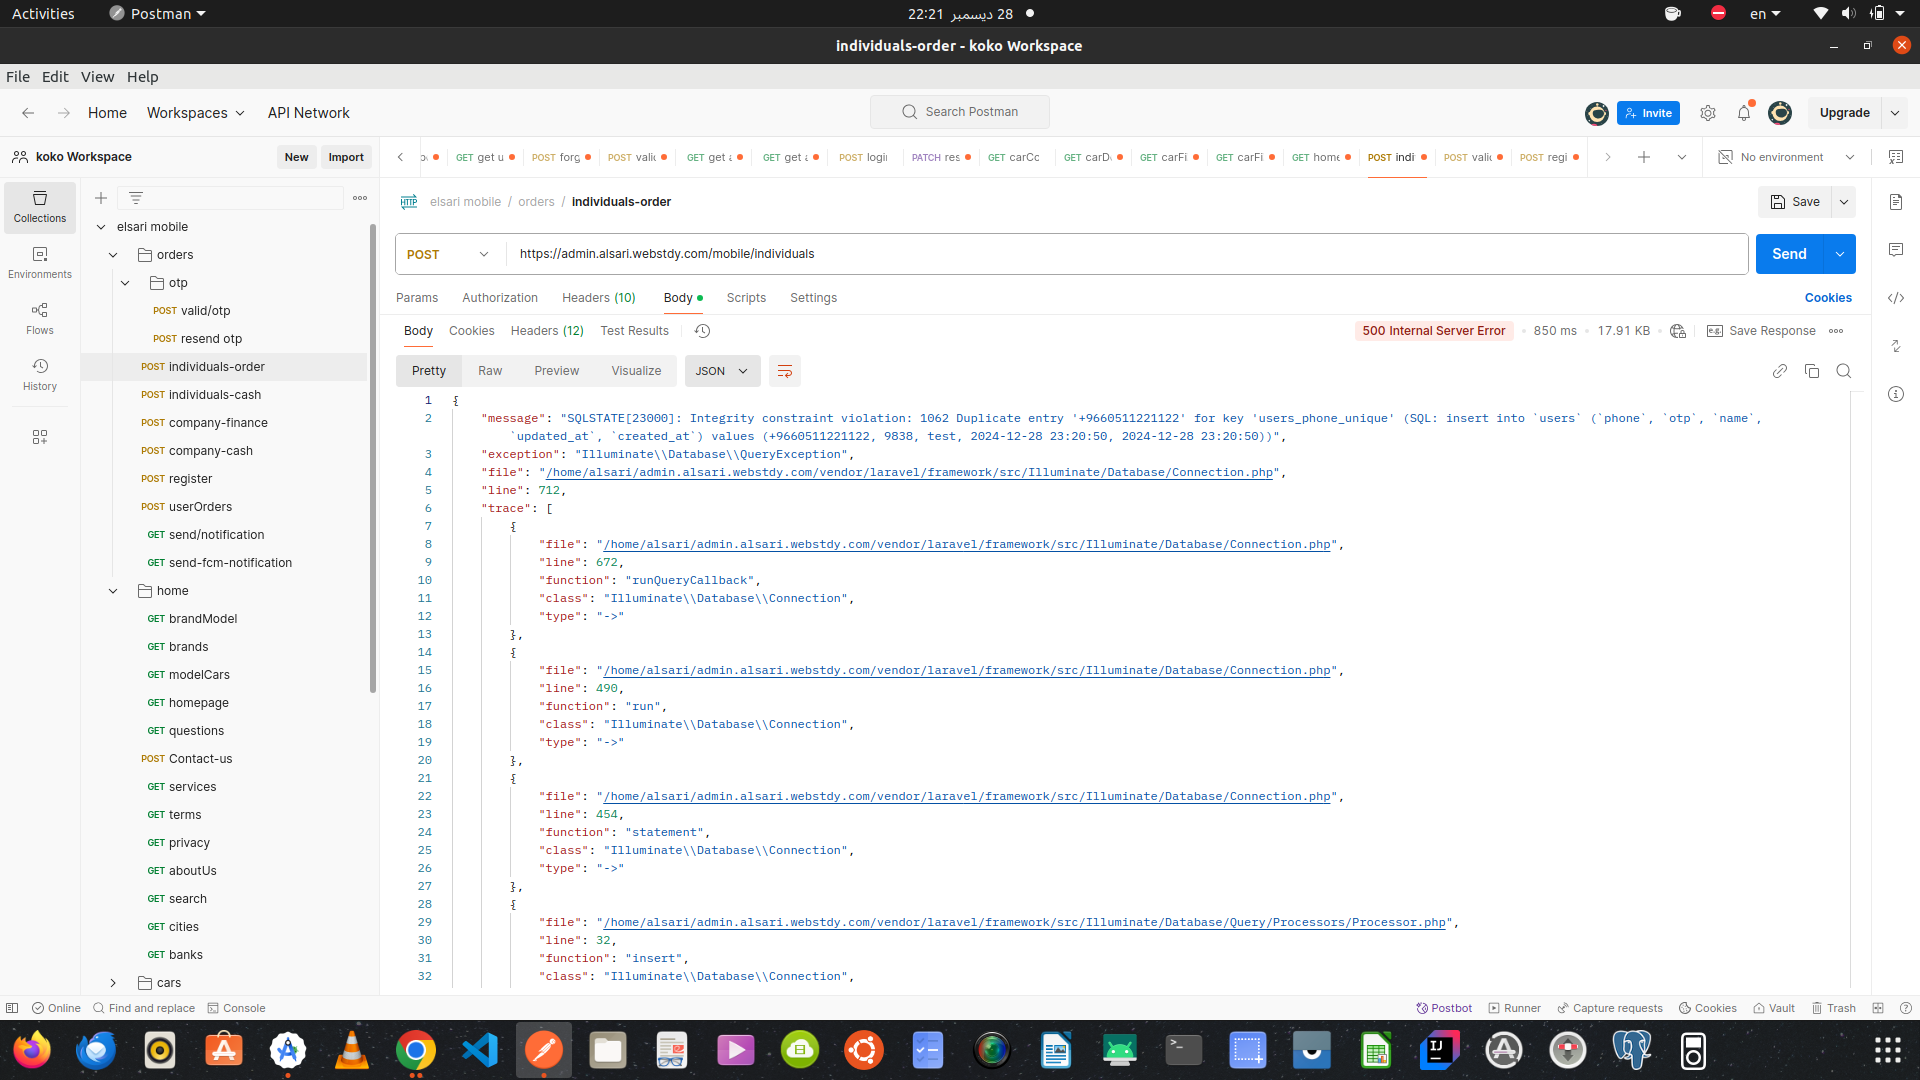 Activities
Postman
28 ديسمبر 22:21
en
individuals-order - koko Workspace
File Edit View Help
Home Workspaces API Network
Search Postman
Invite
Upgrade
koko Workspace
New Import
GET get u
POST forg
POST valid
GET get
GET get
POST logi
PATCH res
GET carCc
GET carD
GET carFi
GET carFi
GET home
POST indi
POST valid
POST regi
No environment
Collections
Environments
Flows
History
elsari mobile
orders
otp
POST valid/otp
POST resend otp
POST individuals-order
POST individuals-cash
POST company-finance
POST company-cash
POST register
POST userOrders
GET send/notification
GET send-fcm-notification
home
GET brandModel
GET brands
GET modelCars
GET homepage
GET questions
POST Contact-us
GET services
GET terms
GET privacy
GET aboutUs
GET search
GET cities
GET banks
cars
HTTP elsari mobile / orders / individuals-order
Save
POST https://admin.alsari.webstdy.com/mobile/individuals
Send
Params Authorization Headers (10) Body Scripts Settings
Cookies
Body Cookies Headers (12) Test Results
500 Internal Server Error 850 ms 17.91 KB
e.g. Save Response
Pretty Raw Preview Visualize JSON
1 {
2 "message": "SQLSTATE[23000]: Integrity constraint violation: 1062 Duplicate entry '+9660511221122' for key 'users_phone_unique' (SQL: insert into `users` (`phone`, `otp`, `name`,
`updated_at`, `created_at`) values (+9660511221122, 9838, test, 2024-12-28 23:20:50, 2024-12-28 23:20:50))",
3 "exception": "Illuminate\\Database\\QueryException",
4 "file": "/home/alsari/admin.alsari.webstdy.com/vendor/laravel/framework/src/Illuminate/Database/Connection.php",
5 "line": 712,
6 "trace": [
7 {
8 "file": "/home/alsari/admin.alsari.webstdy.com/vendor/laravel/framework/src/Illuminate/Database/Connection.php",
9 "line": 672,
10 "function": "runQueryCallback",
11 "class": "Illuminate\\Database\\Connection",
12 "type": "->"
13 },
14 {
15 "file": "/home/alsari/admin.alsari.webstdy.com/vendor/laravel/framework/src/Illuminate/Database/Connection.php",
16 "line": 490,
17 "function": "run",
18 "class": "Illuminate\\Database\\Connection",
19 "type": "->"
20 },
21 {
22 "file": "/home/alsari/admin.alsari.webstdy.com/vendor/laravel/framework/src/Illuminate/Database/Connection.php",
23 "line": 454,
24 "function": "statement",
25 "class": "Illuminate\\Database\\Connection",
26 "type": "->"
27 },
28 {
29 "file": "/home/alsari/admin.alsari.webstdy.com/vendor/laravel/framework/src/Illuminate/Database/Query/Processors/Processor.php",
30 "line": 32,
31 "function": "insert",
32 "class": "Illuminate\\Database\\Connection",
Online Find and replace Console
Postbot Runner Capture requests Cookies Vault Trash